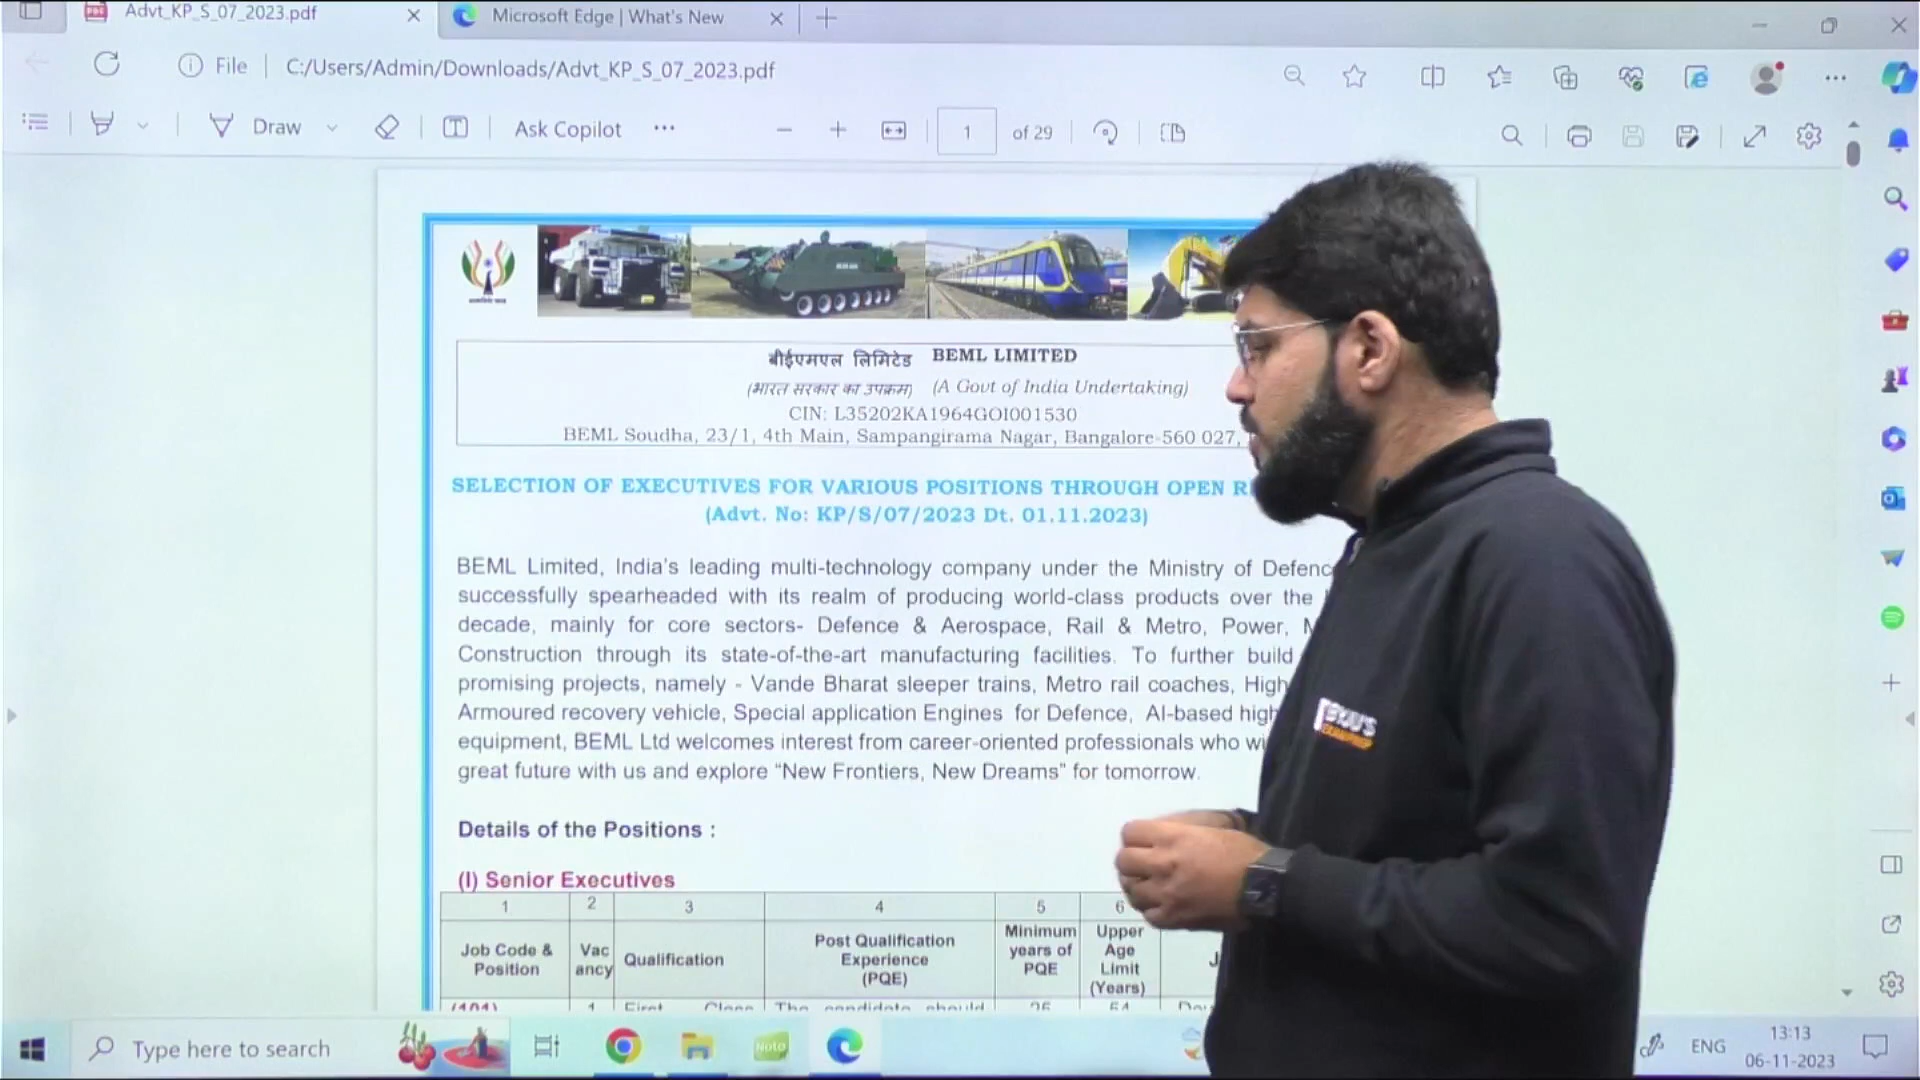 Advt_KP_S_07_2023.pdf
Microsoft Edge | What's New
File
C:/Users/Admin/Downloads/Advt_KP_S_07_2023.pdf
Draw
Ask Copilot
1
of 29
बीईएमएल लिमिटेड BEML LIMITED
(भारत सरकार का उपक्रम) (A Govt of India Undertaking)
CIN: L35202KA1964GOI001530
BEML Soudha, 23/1, 4th Main, Sampangirama Nagar, Bangalore-560 027,
SELECTION OF EXECUTIVES FOR VARIOUS POSITIONS THROUGH OPEN
(Advt. No: KP/S/07/2023 Dt. 01.11.2023)
BEML Limited, India's leading multi-technology company under the Ministry of
successfully spearheaded with its realm of producing world-class products over the
decade, mainly for core sectors- Defence & Aerospace, Rail & Metro, Power,
Construction through its state-of-the-art manufacturing facilities. To further build
promising projects, namely - Vande Bharat sleeper trains, Metro rail coaches, High
Armoured recovery vehicle, Special application Engines for Defence, AI-based high
equipment, BEML Ltd welcomes interest from career-oriented professionals who
great future with us and explore “New Frontiers, New Dreams” for tomorrow.
Details of the Positions :
(I) Senior Executives
1 2 3 4 5 6
Job Code & Position
Vacancy
Qualification
Post Qualification Experience (PQE)
Minimum years of PQE
Upper Age Limit (Years)
BYJU'S
EXAM PREP
Type here to search
Note
ENG
13:13
06-11-2023